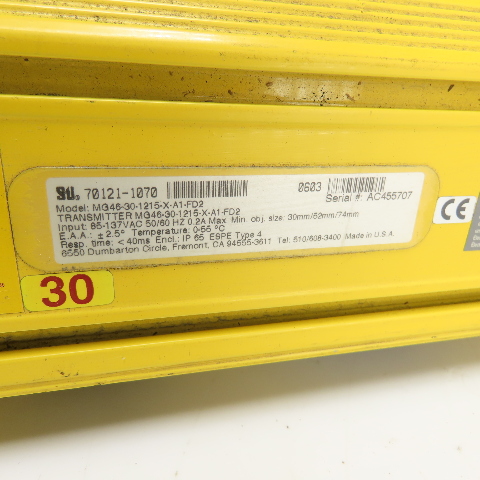 70121-1070 0603
Model: MG46-30-1215-X-A1-FD2 Serial #: AC455707
TRANSMITTER MG46-30-1215-X-A1-FD2
Input: 85-137VAC 50/60 HZ 0.2A Max. Min. obj. size: 30mm/52mm/74mm
E.A.A.: ± 2.5° Temperature: 0-55 °C
Resp. time: < 40ms Encl.: IP 65 E9PE Type 4
6550 Dumbarton Circle, Fremont, CA 94555-3611 Tel: 510/608-3400 Made in U.S.A.
CE
30